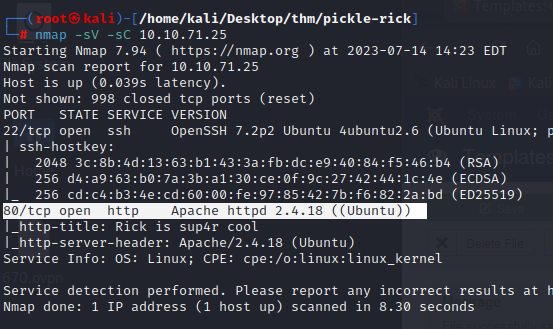 (root㉿kali)-[/home/kali/Desktop/thm/pickle-rick]
# nmap -sV -sC 10.10.71.25
Starting Nmap 7.94 ( https://nmap.org ) at 2023-07-14 14:23 EDT
Nmap scan report for 10.10.71.25
Host is up (0.039s latency).
Not shown: 998 closed tcp ports (reset)
PORT   STATE SERVICE VERSION
22/tcp open  ssh     OpenSSH 7.2p2 Ubuntu 4ubuntu2.6 (Ubuntu Linux; p
| ssh-hostkey:
|   2048 3c:8b:4d:13:63:b1:43:3a:fb:dc:e9:40:84:f5:46:b4 (RSA)
|   256 d4:a9:63:b0:7a:3b:a1:30:ce:0f:9c:27:42:44:1c:4e (ECDSA)
|_  256 cd:c4:b3:4e:cd:60:00:fe:97:85:42:7b:f6:82:2a:bd (ED25519)
80/tcp open  http    Apache httpd 2.4.18 ((Ubuntu))
|_http-title: Rick is sup4r cool
|_http-server-header: Apache/2.4.18 (Ubuntu)
Service Info: OS: Linux; CPE: cpe:/o:linux:linux_kernel
Service detection performed. Please report any incorrect results at h
Nmap done: 1 IP address (1 host up) scanned in 8.30 seconds
Kali Linux
Templates
Delete File
670.ovpn